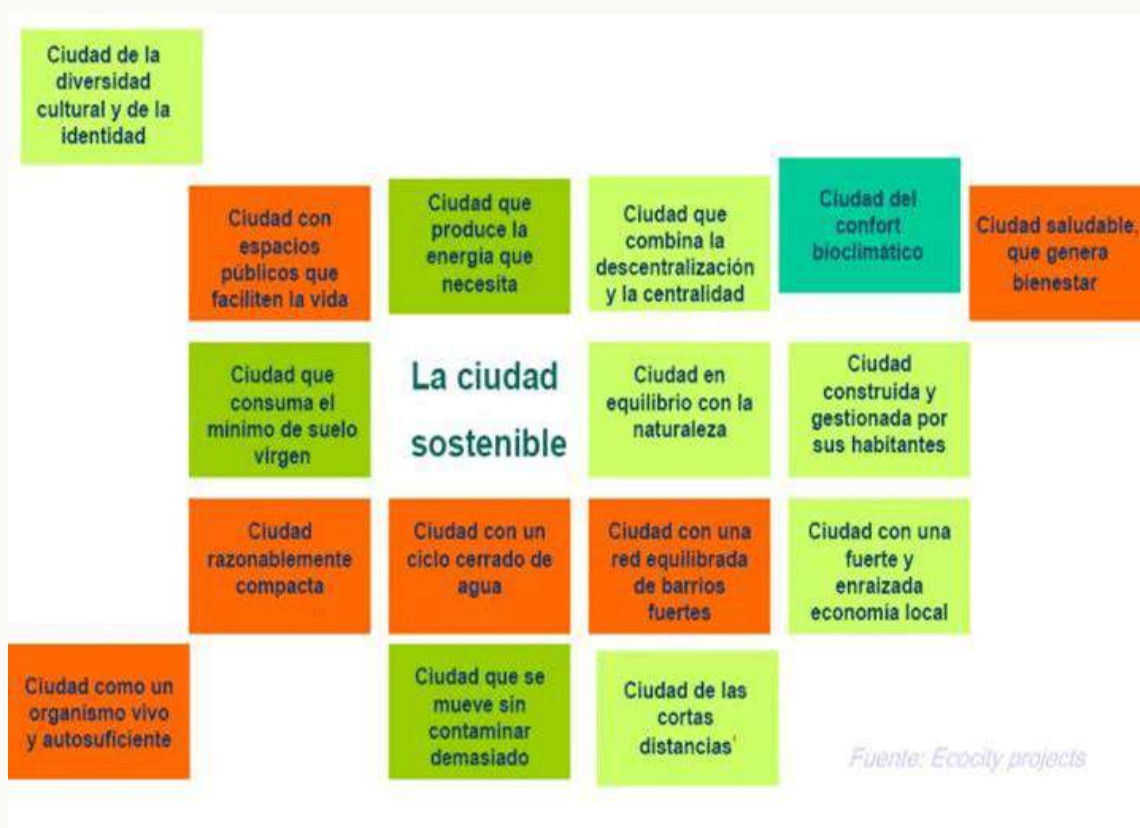 Ciudad de la
diversidad
cultural y de la
identidad
Ciudad con
espacios
públicos que
faciliten la vida
Ciudad que
produce la
energía que
necesita
Ciudad que
combina la
descentralización
y la centralidad
Ciudad del
confort
bioclimático
Ciudad saludable,
que genera
bienestar
Ciudad que
consuma el
mínimo de suelo
virgen
La ciudad
sostenible
Ciudad en
equilibrio con la
naturaleza
Ciudad
construida y
gestionada por
sus habitantes
Ciudad
razonablemente
compacta
Ciudad con un
ciclo cerrado de
agua
Ciudad con una
red equilibrada
de barrios
fuertes
Ciudad con una
fuerte y
enraizada
economía local
Ciudad como un
organismo vivo
y autosuficiente
Ciudad que se
mueve sin
contaminar
demasiado
Ciudad de las
cortas
distancias'
Fuente: Ecocity projects